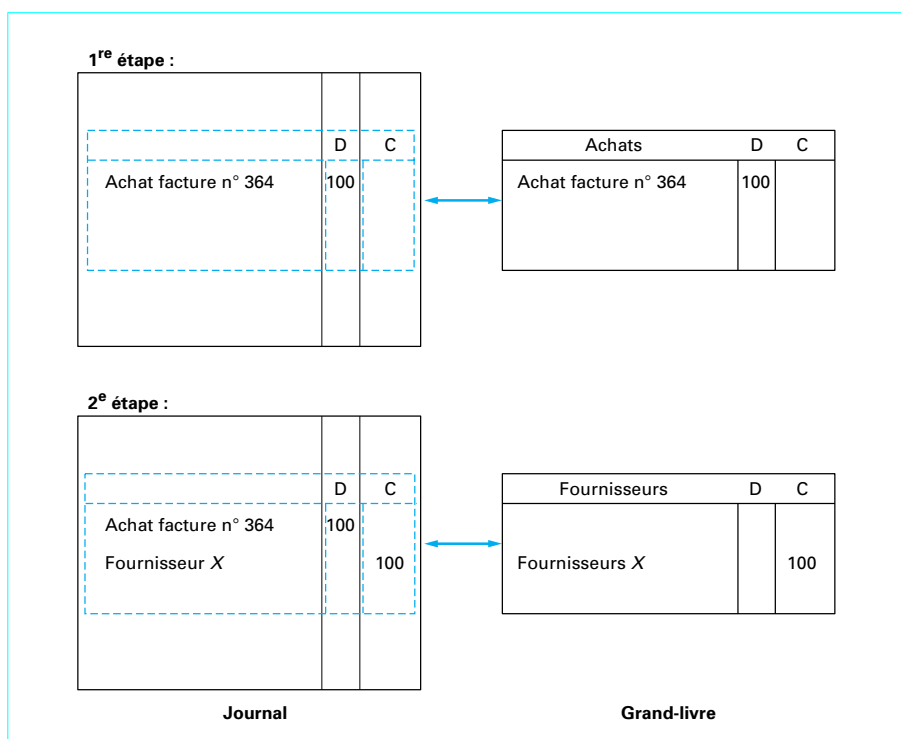 1re étape :
D C Achats D C
Achat facture n° 364 100 Achat facture n° 364 100
2e étape :
D C Fournisseurs D C
Achat facture n° 364 100
Fournisseur X 100 Fournisseurs X 100
Journal Grand-livre